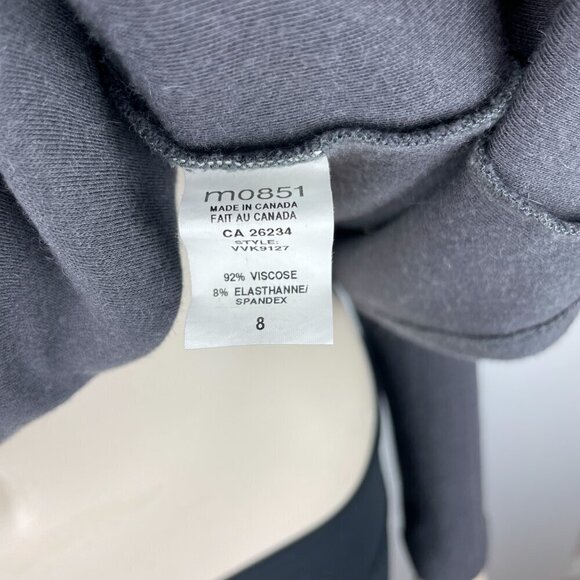 m0851
MADE IN CANADA
FAIT AU CANADA
CA 26234
STYLE:
VVK9127
92% VISCOSE
8% ELASTHANNE/
SPANDEX
8